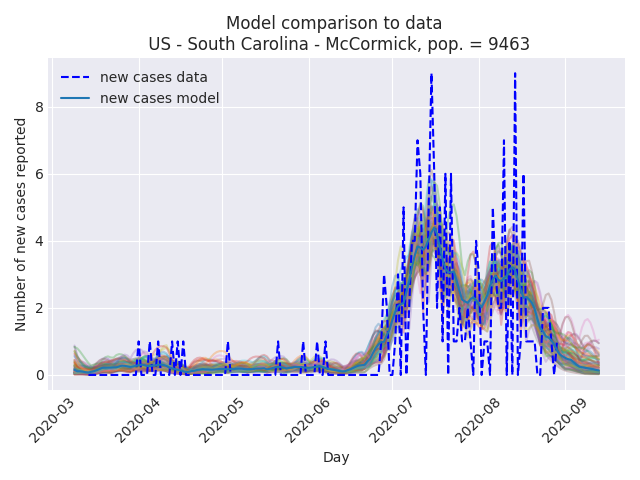 Model comparison to data
US - South Carolina - McCormick, pop. = 9463
new cases data
new cases model
Number of new cases reported
8
6
4
2
0
2020-03
2020-04
2020-05
2020-06
2020-07
2020-08
2020-09
Day